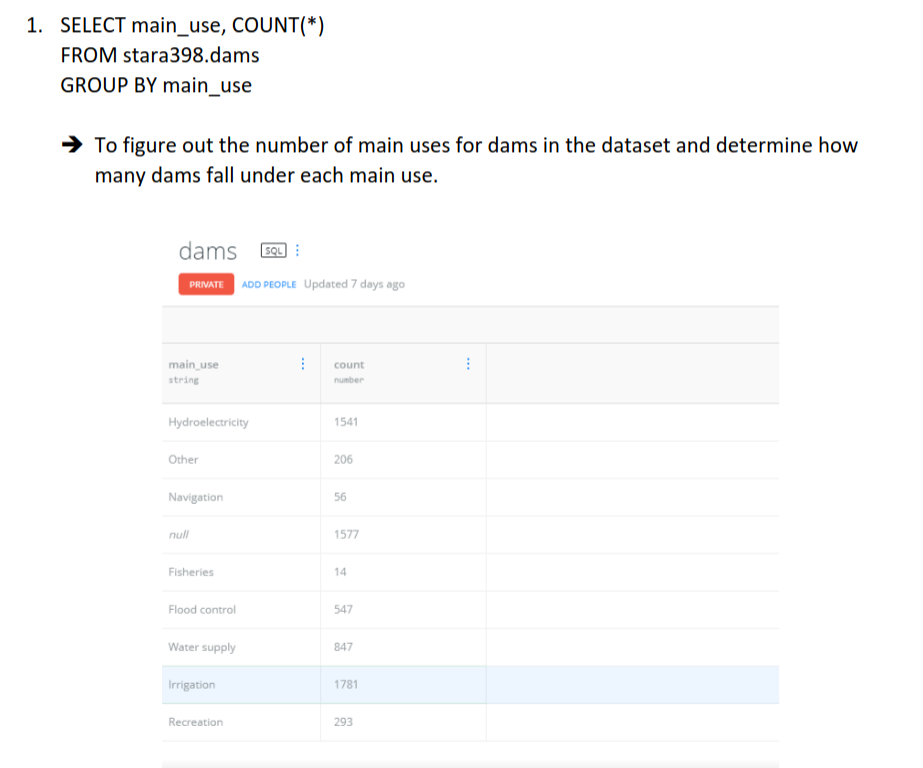 1. SELECT main_use, COUNT(*)
FROM stara398.dams
GROUP BY main_use
➔ To figure out the number of main uses for dams in the dataset and determine how
many dams fall under each main use.
dams SQL
PRIVATE ADD PEOPLE Updated 7 days ago
main_use count
string number
Hydroelectricity 1541
Other 206
Navigation 56
null 1577
Fisheries 14
Flood control 547
Water supply 847
Irrigation 1781
Recreation 293